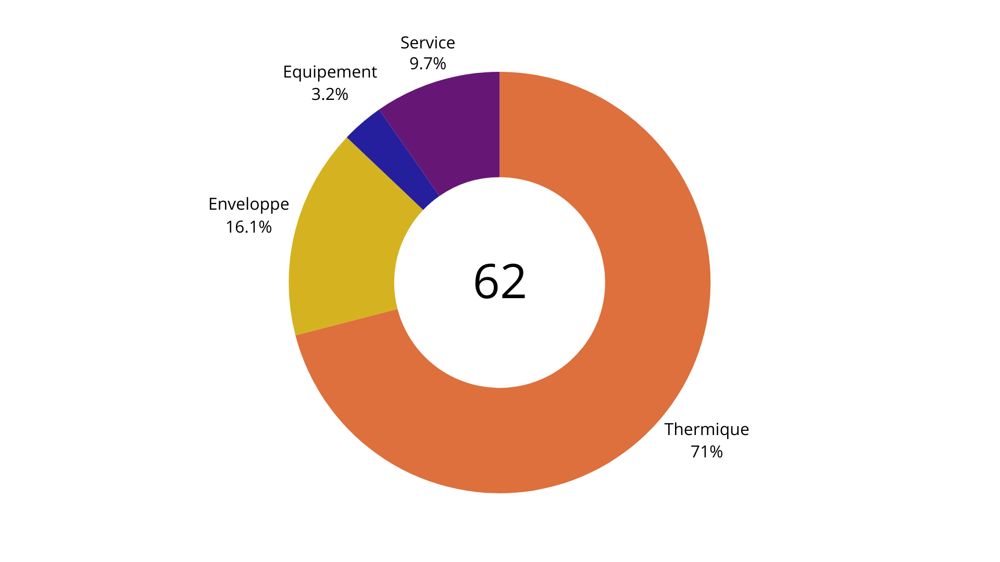 Service
9.7%
Equipement
3.2%
Enveloppe
16.1%
62
Thermique
71%